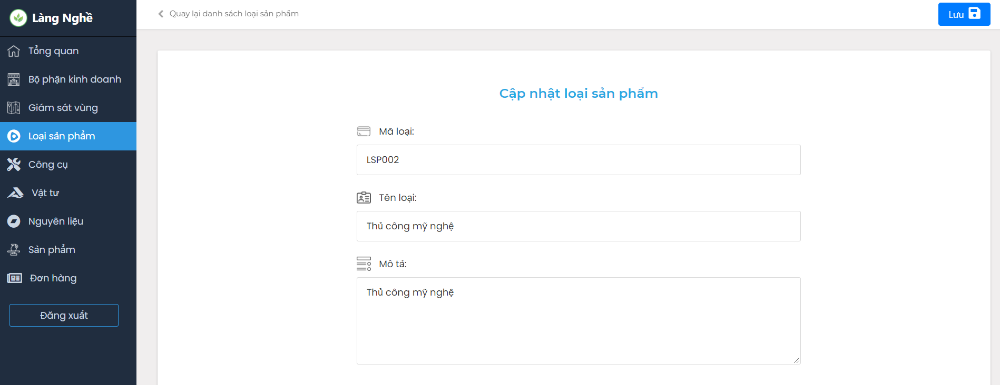 Làng Nghề
Tổng quan
Bộ phận kinh doanh
Giám sát vùng
Loại sản phẩm
Công cụ
Vật tư
Nguyên liệu
Sản phẩm
Đơn hàng
Đăng xuất
Quay lại danh sách loại sản phẩm
Lưu
Cập nhật loại sản phẩm
Mã loại:
LSP002
Tên loại:
Thủ công mỹ nghệ
Mô tả:
Thủ công mỹ nghệ